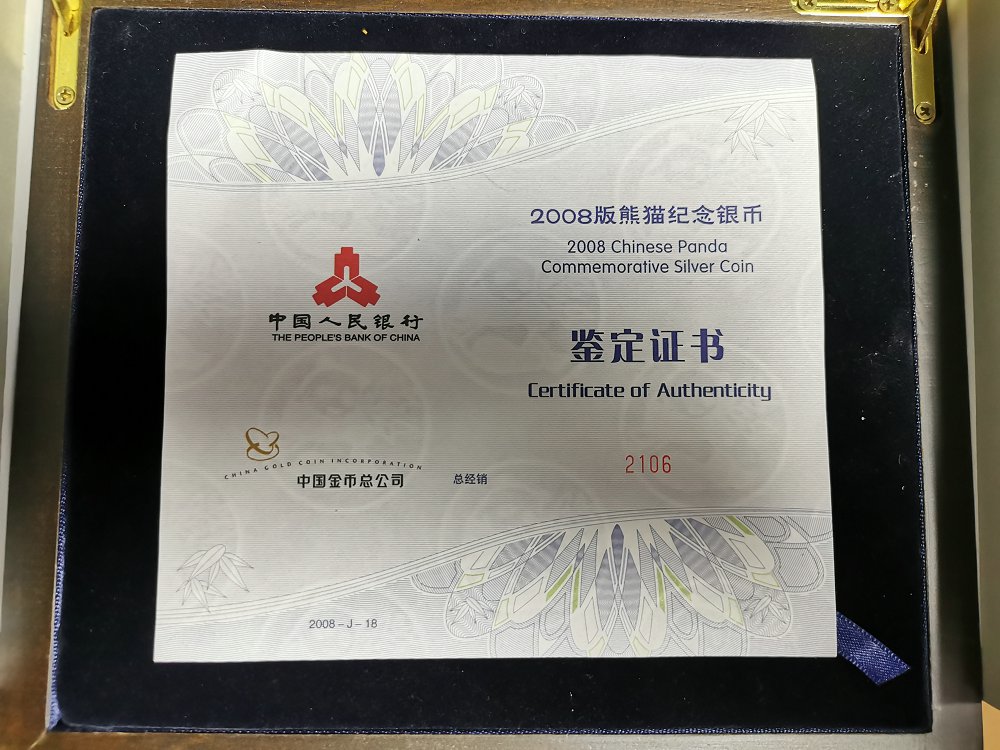 2008版熊猫纪念银币
2008 Chinese Panda
Commemorative Silver Coin
中国人民银行
THE PEOPLE'S BANK OF CHINA
鉴定证书
Certificate of Authenticity
CHINA GOLD COIN INCORPORATION
中国金币总公司
总经销
2106
2008-J-18